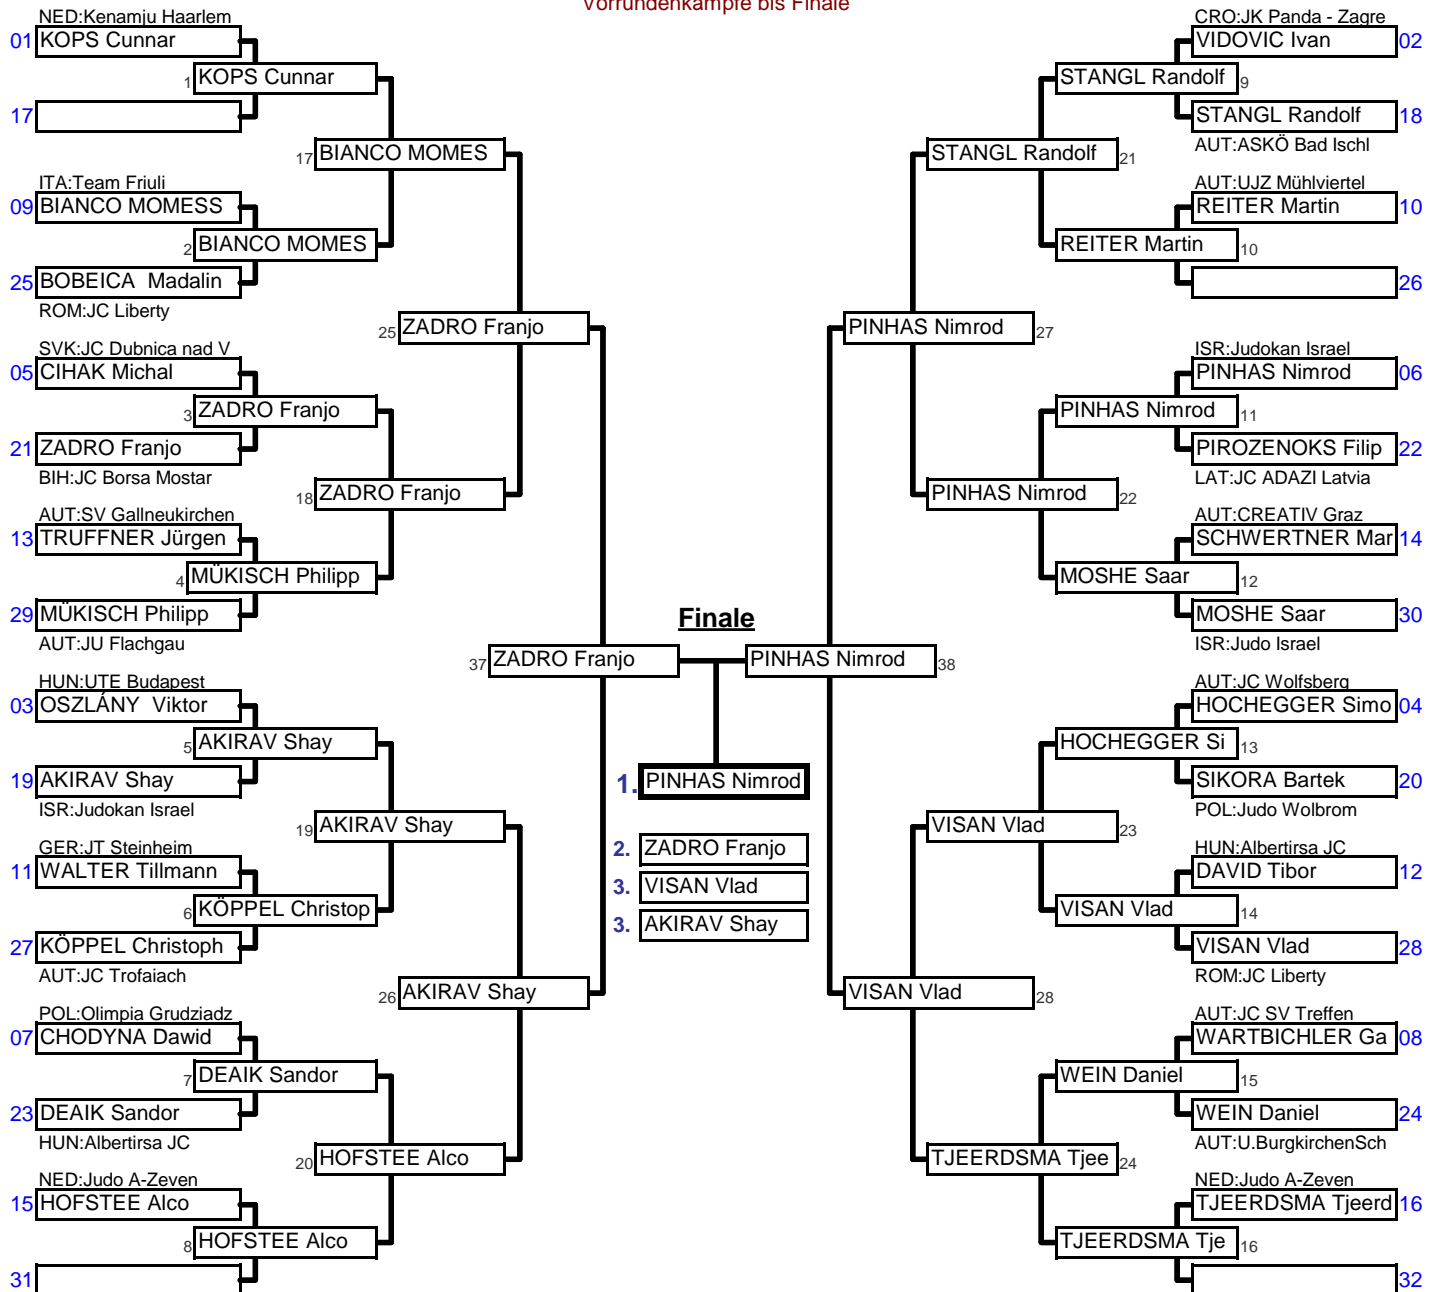 Vorrundenkämpfe bis Finale
NED:Kenamju Haarlem
01 KOPS Cunnar
1 KOPS Cunnar
17
17 BIANCO MOMES
ITA:Team Friuli
09 BIANCO MOMESS
2 BIANCO MOMES
25 BOBEICA  Madalin
ROM:JC Liberty
25 ZADRO Franjo
SVK:JC Dubnica nad V
05 CIHAK Michal
3 ZADRO Franjo
21 ZADRO Franjo
BIH:JC Borsa Mostar
18 ZADRO Franjo
AUT:SV Gallneukirchen
13 TRUFFNER Jürgen
4 MÜKISCH Philipp
29 MÜKISCH Philipp
AUT:JU Flachgau
37 ZADRO Franjo
HUN:UTE Budapest
03 OSZLÁNY  Viktor
5 AKIRAV Shay
19 AKIRAV Shay
ISR:Judokan Israel
19 AKIRAV Shay
GER:JT Steinheim
11 WALTER Tillmann
6 KÖPPEL Christop
27 KÖPPEL Christoph
AUT:JC Trofaiach
26 AKIRAV Shay
POL:Olimpia Grudziadz
07 CHODYNA Dawid
7 DEAIK Sandor
23 DEAIK Sandor
HUN:Albertirsa JC
20 HOFSTEE Alco
NED:Judo A-Zeven
15 HOFSTEE Alco
8 HOFSTEE Alco
31
Finale
1. PINHAS Nimrod
2. ZADRO Franjo
3. VISAN Vlad
3. AKIRAV Shay
CRO:JK Panda - Zagre
VIDOVIC Ivan 02
STANGL Randolf 9
STANGL Randolf 18
AUT:ASKÖ Bad Ischl
STANGL Randolf 21
AUT:UJZ Mühlviertel
REITER Martin 10
REITER Martin 10
26
PINHAS Nimrod 27
ISR:Judokan Israel
PINHAS Nimrod 06
PINHAS Nimrod 11
PIROZENOKS Filip 22
LAT:JC ADAZI Latvia
PINHAS Nimrod 22
AUT:CREATIV Graz
SCHWERTNER Mar 14
MOSHE Saar 12
MOSHE Saar 30
ISR:Judo Israel
PINHAS Nimrod 38
AUT:JC Wolfsberg
HOCHEGGER Simo 04
HOCHEGGER Si 13
SIKORA Bartek 20
POL:Judo Wolbrom
VISAN Vlad 23
HUN:Albertirsa JC
DAVID Tibor 12
VISAN Vlad 14
VISAN Vlad 28
ROM:JC Liberty
VISAN Vlad 28
AUT:JC SV Treffen
WARTBICHLER Ga 08
WEIN Daniel 15
WEIN Daniel 24
AUT:U.BurgkirchenSch
TJEERDSMA Tjee 24
NED:Judo A-Zeven
TJEERDSMA Tjeerd 16
TJEERDSMA Tje 16
32